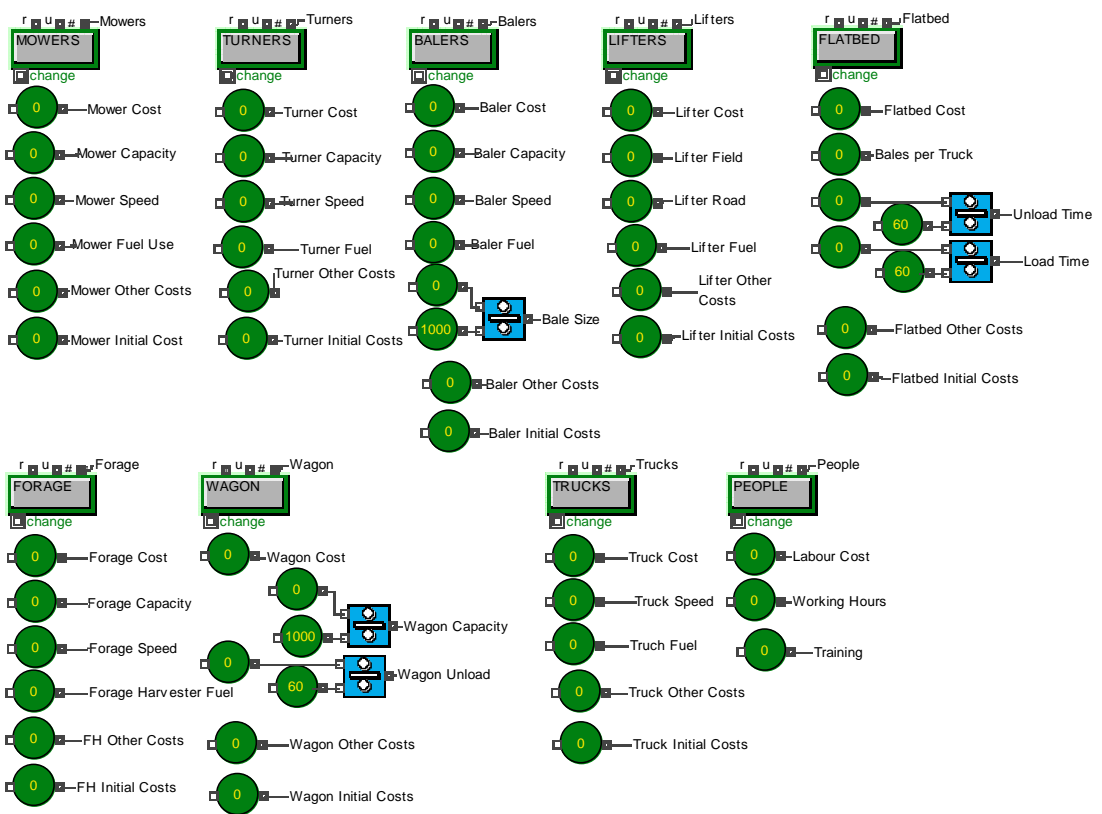 r u # Mowers
MOWERS
change
0 Mower Cost
0 Mower Capacity
0 Mower Speed
0 Mower Fuel Use
0 Mower Other Costs
0 Mower Initial Cost
r u # Turners
TURNERS
change
0 Turner Cost
0 Turner Capacity
0 Turner Speed
0 Turner Fuel
Turner Other Costs
0
0 Turner Initial Costs
r u # Balers
BALERS
change
0 Baler Cost
0 Baler Capacity
0 Baler Speed
0 Baler Fuel
0
1000 Bale Size
0 Baler Other Costs
0 Baler Initial Costs
r u # Lifters
LIFTERS
change
0 Lifter Cost
0 Lifter Field
0 Lifter Road
0 Lifter Fuel
0 Lifter Other
Costs
0 Lifter Initial Costs
r u # Flatbed
FLATBED
change
0 Flatbed Cost
0 Bales per Truck
0
60 Unload Time
0
60 Load Time
0 Flatbed Other Costs
0 Flatbed Initial Costs
r u # Forage
FORAGE
change
0 Forage Cost
0 Forage Capacity
0 Forage Speed
0 Forage Harvester Fuel
0 FH Other Costs
0 FH Initial Costs
r u # Wagon
WAGON
change
0 Wagon Cost
0
1000 Wagon Capacity
0
60 Wagon Unload
0 Wagon Other Costs
0 Wagon Initial Costs
r u # Trucks
TRUCKS
change
0 Truck Cost
0 Truck Speed
0 Truch Fuel
0 Truck Other Costs
0 Truck Initial Costs
r u # People
PEOPLE
change
0 Labour Cost
0 Working Hours
0 Training